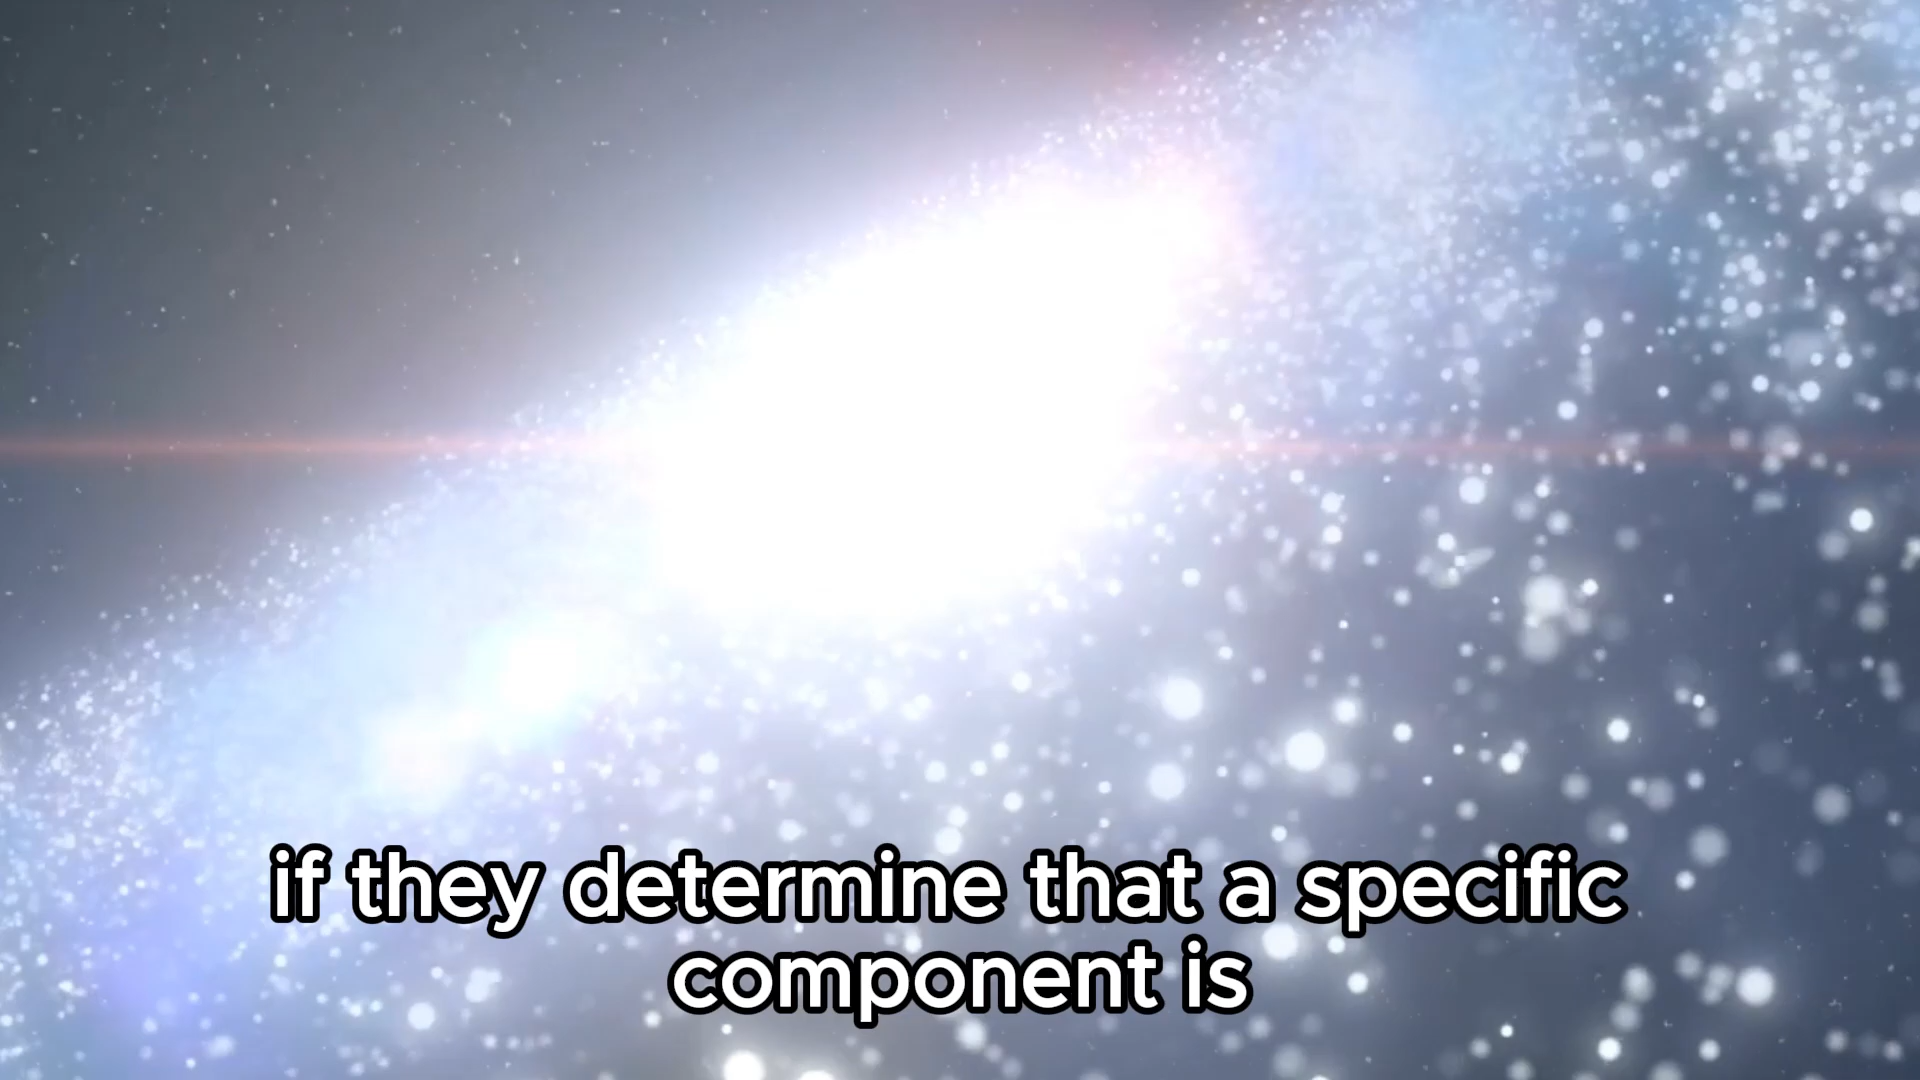 if they determine that a specific
component is